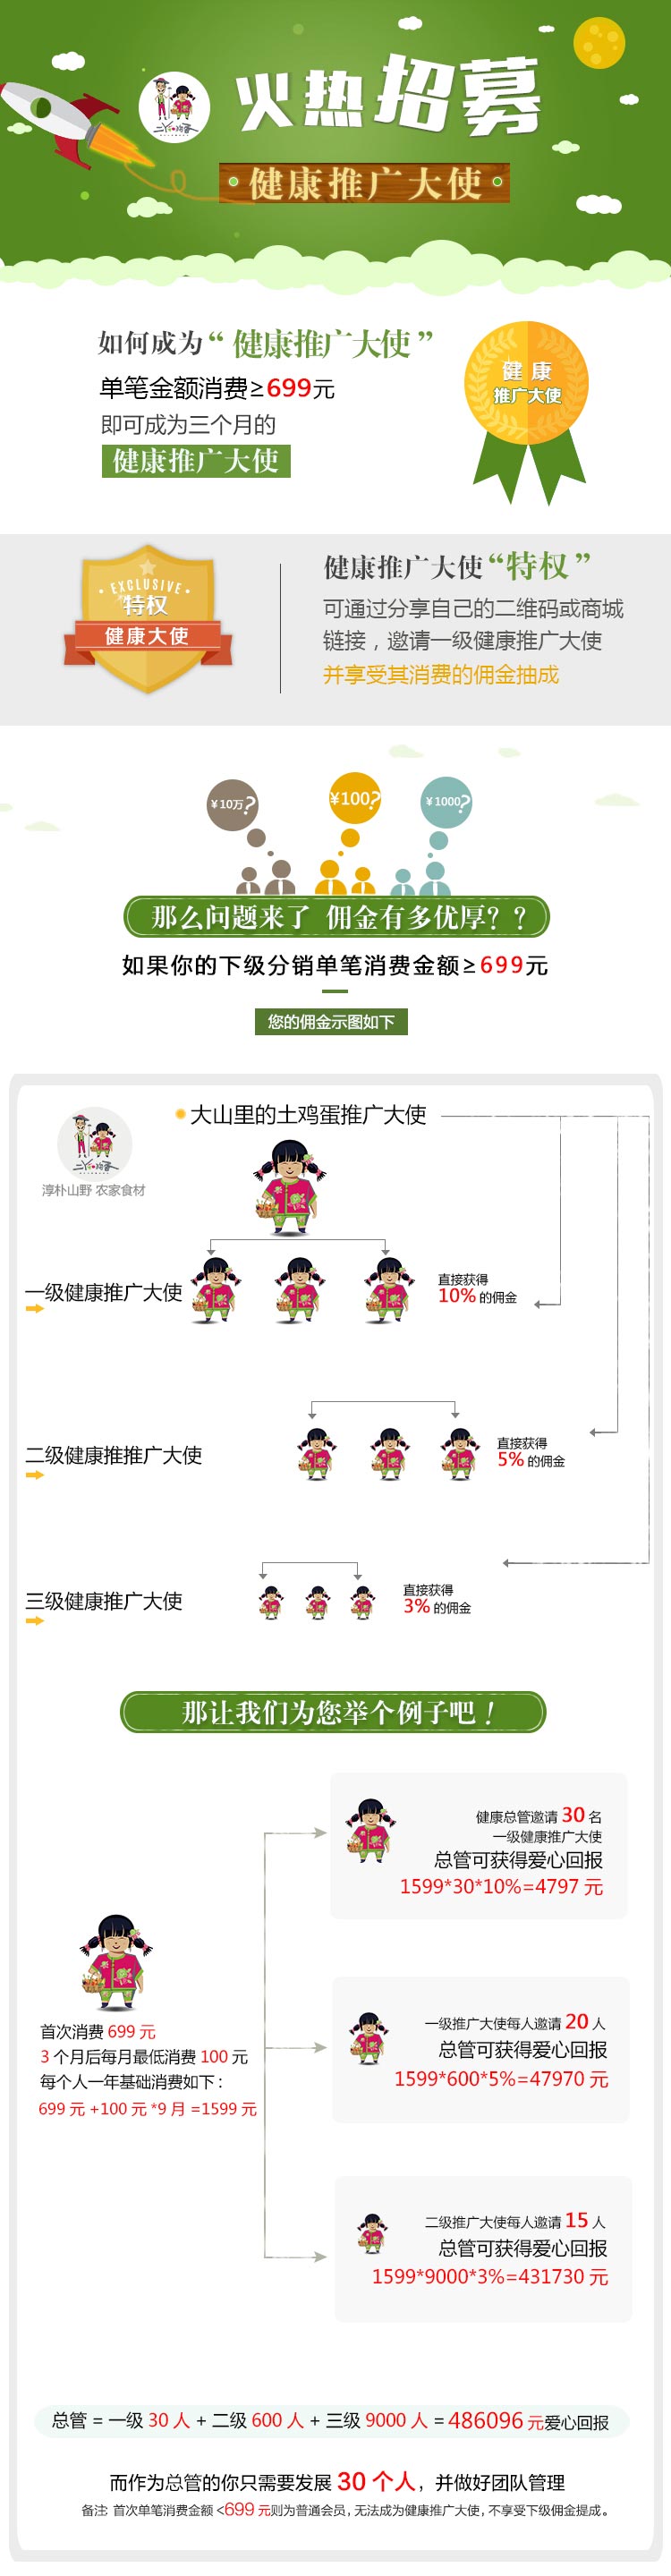 火热招募
健康推广大使
如何成为“健康推广大使”
单笔金额消费≥699元
即可成为三个月的
健康推广大使
健康
推广大使
EXCLUSIVE
特权
健康大使
健康推广大使“特权”
可通过分享自己的二维码或商城
链接，邀请一级健康推广大使
并享受其消费的佣金抽成
¥10万?
¥100?
¥1000?
那么问题来了 佣金有多优厚？？
如果你的下级分销单笔消费金额≥699元
您的佣金示图如下
大山里的土鸡蛋推广大使
淳朴山野 农家食材
一级健康推广大使
直接获得
10% 的佣金
二级健康推推广大使
直接获得
5% 的佣金
三级健康推广大使
直接获得
3% 的佣金
那让我们为您举个例子吧！
健康总管邀请 30 名
一级健康推广大使
总管可获得爱心回报
1599*30*10%=4797 元
首次消费 699 元
3 个月后每月最低消费 100 元
每个人一年基础消费如下：
699 元 +100 元 *9 月 =1599 元
一级推广大使每人邀请 20 人
总管可获得爱心回报
1599*600*5%=47970 元
二级推广大使每人邀请 15 人
总管可获得爱心回报
1599*9000*3%=431730 元
总管 = 一级 30 人 + 二级 600 人 + 三级 9000 人 = 486096 元爱心回报
而作为总管的你只需要发展 30 个人，并做好团队管理
备注: 首次单笔消费金额 <699 元则为普通会员, 无法成为健康推广大使, 不享受下级佣金提成。